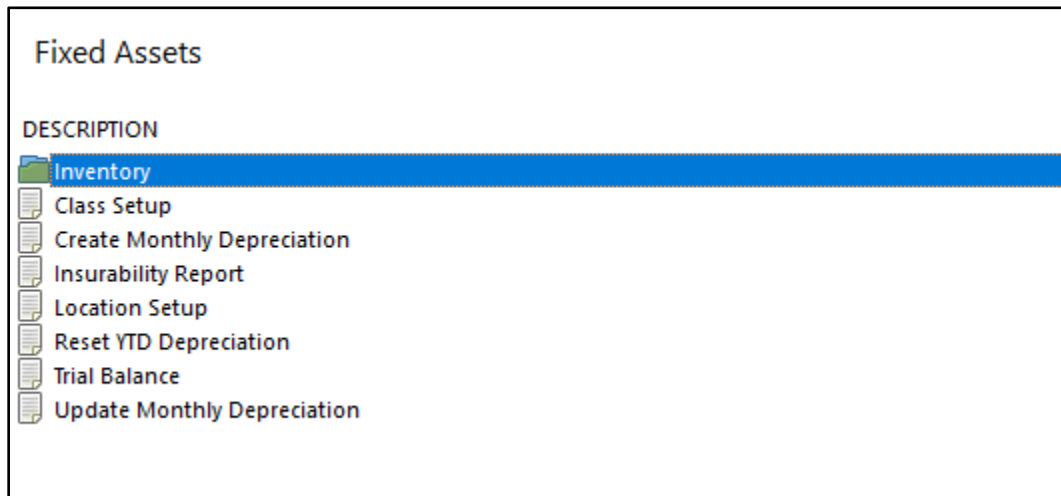 Fixed Assets
DESCRIPTION
Inventory
Class Setup
Create Monthly Depreciation
Insurability Report
Location Setup
Reset YTD Depreciation
Trial Balance
Update Monthly Depreciation